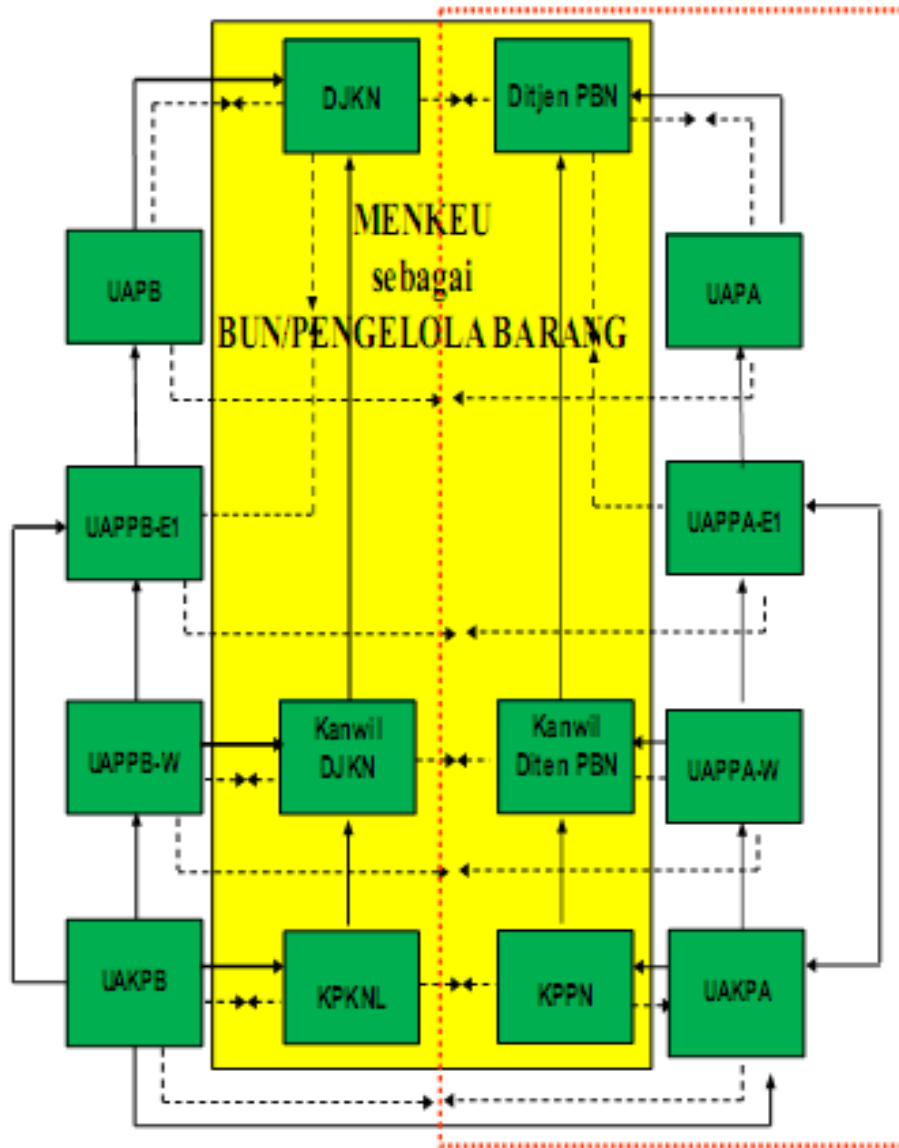 DJKN
Ditjen PBN
MENKEU
sebagai
BUN/PENGELOLA BARANG
UAPB
UAPA
UAPPB-E1
UAPPA-E1
UAPPB-W
Kanwil
DJKN
Kanwil
Diten PBN
UAPPA-W
UAKPB
KPKNL
KPPN
UAKPA